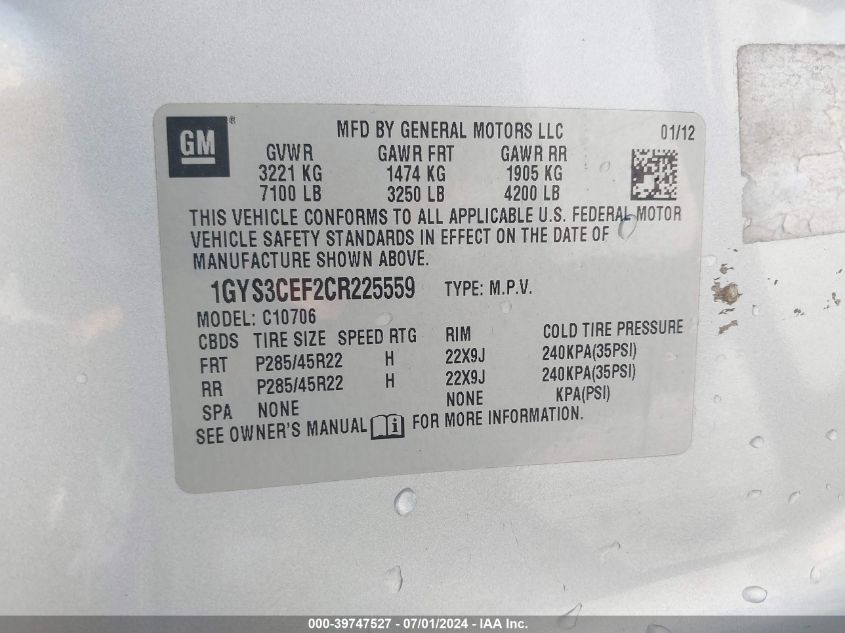 GM ®
MFD BY GENERAL MOTORS LLC 01/12
GVWR GAWR FRT GAWR RR
3221 KG 1474 KG 1905 KG
7100 LB 3250 LB 4200 LB
THIS VEHICLE CONFORMS TO ALL APPLICABLE U.S. FEDERAL MOTOR
VEHICLE SAFETY STANDARDS IN EFFECT ON THE DATE OF
MANUFACTURE SHOWN ABOVE.
1GYS3CEF2CR225559 TYPE: M.P.V.
MODEL: C10706
CBDS TIRE SIZE SPEED RTG RIM COLD TIRE PRESSURE
FRT P285/45R22 H 22X9J 240KPA(35PSI)
RR P285/45R22 H 22X9J 240KPA(35PSI)
SPA NONE NONE KPA(PSI)
SEE OWNER'S MANUAL i FOR MORE INFORMATION.
000-39747527 - 07/01/2024 - IAA Inc.